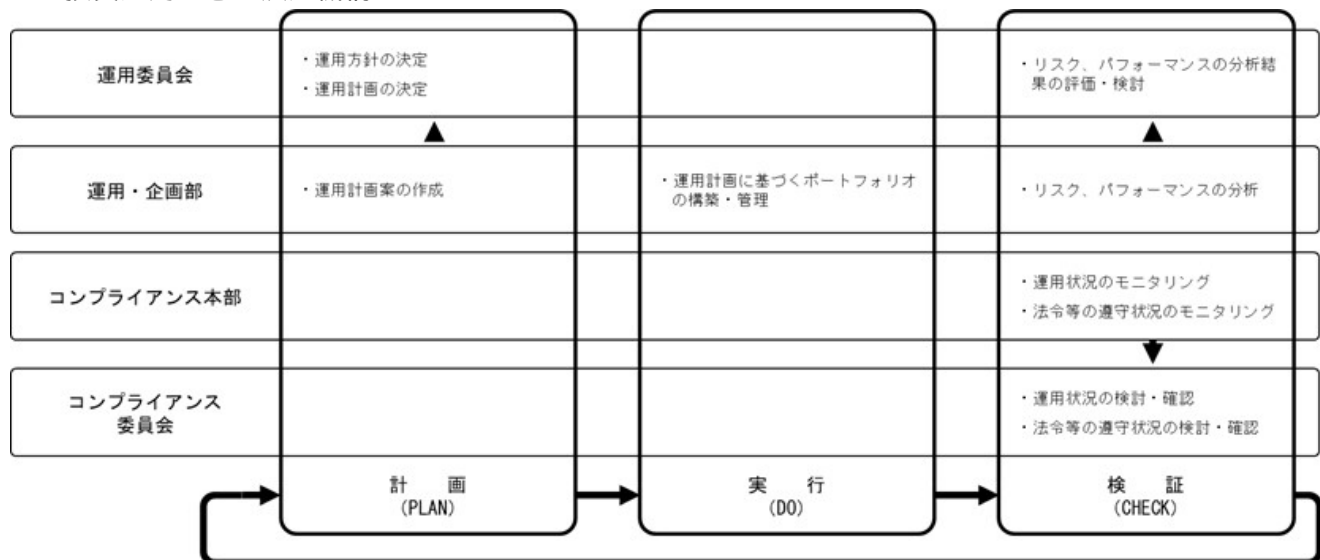 運用委員会
・運用方針の決定
・運用計画の決定
・リスク、パフォーマンスの分析結
果の評価・検討
運用・企画部
・運用計画案の作成
・運用計画に基づくポートフォリオ
の構築・管理
・リスク、パフォーマンスの分析
コンプライアンス本部
・運用状況のモニタリング
・法令等の遵守状況のモニタリング
コンプライアンス
委員会
・運用状況の検討・確認
・法令等の遵守状況の検討・確認
計　画
(PLAN)
実　行
(DO)
検　証
(CHECK)